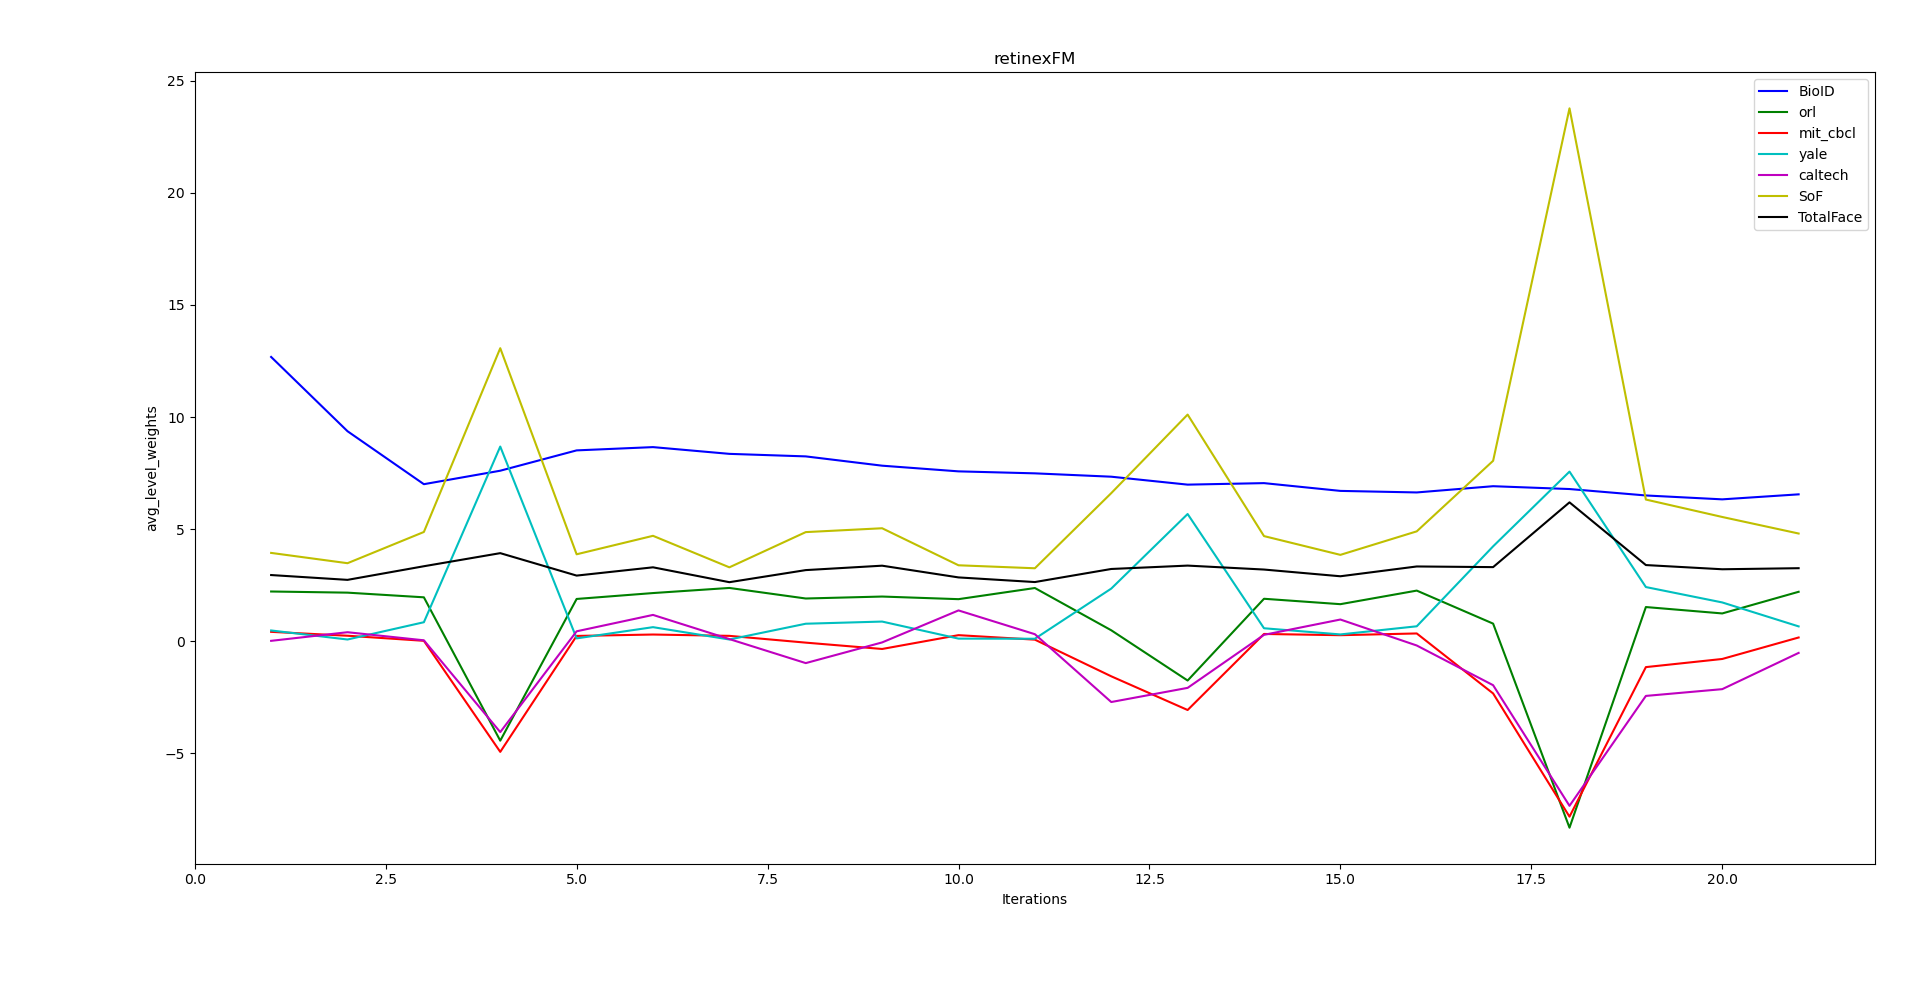 retinexFM
25
20
15
10
5
0
−5
avg_level_weights
BioID
orl
mit_cbcl
yale
caltech
SoF
TotalFace
0.0 2.5 5.0 7.5 10.0 12.5 15.0 17.5 20.0
Iterations